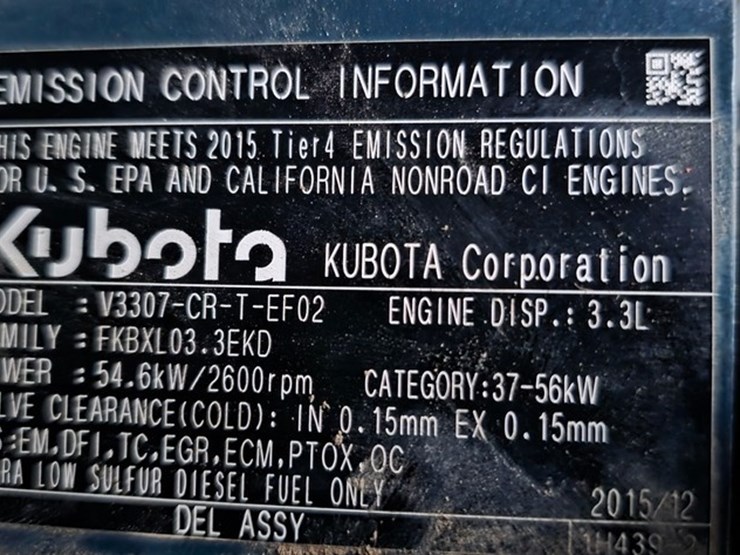 EMISSION CONTROL INFORMATION
HIS ENGINE MEETS 2015 Tier4 EMISSION REGULATIONS
OR U. S. EPA AND CALIFORNIA NONROAD CI ENGINES.
Kubota KUBOTA Corporation
ODEL : V3307-CR-T-EF02 ENGINE DISP.: 3.3L
MILY : FKBXL03.3EKD
WER : 54.6kW/2600rpm CATEGORY:37-56kW
LVE CLEARANCE(COLD): IN 0.15mm EX 0.15mm
S:EM,DFI,TC,EGR,ECM,PTOX,OC
RA LOW SULFUR DIESEL FUEL ONLY
2015/12
DEL ASSY